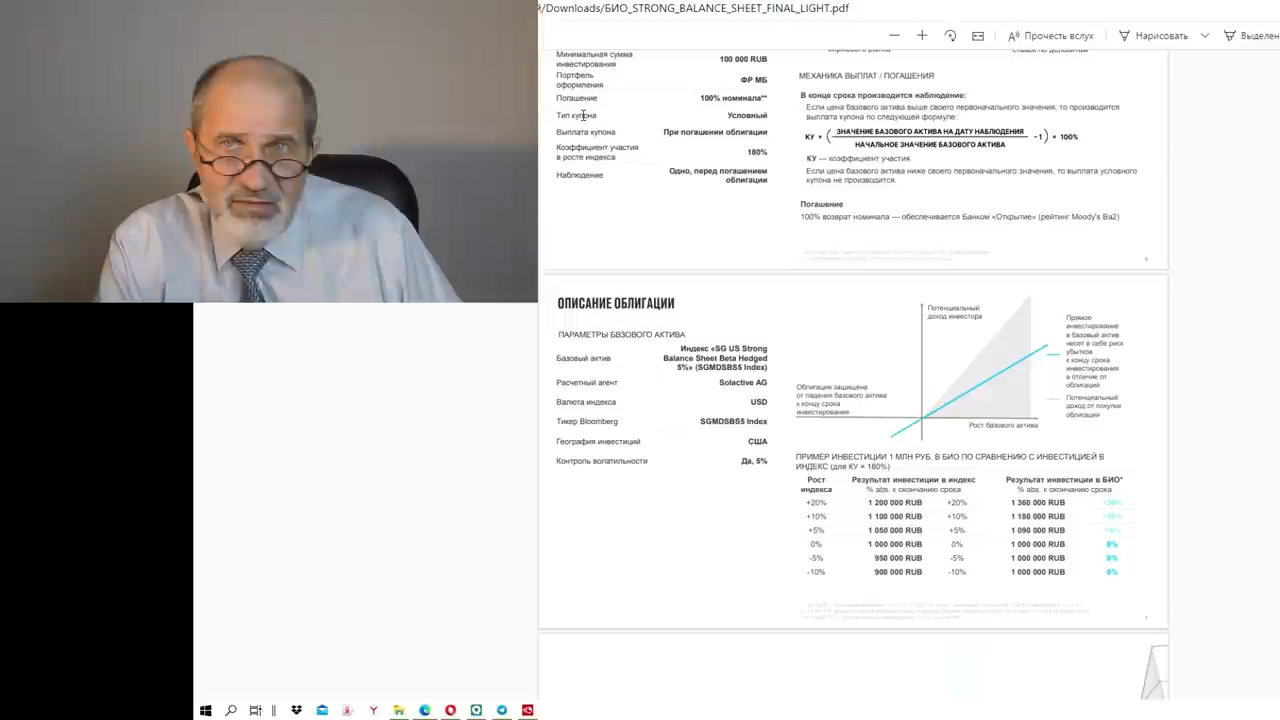 й/Downloads/БИО_STRONG_BALANCE_SHEET_FINAL_LIGHT.pdf
Прочесть вслух
Нарисовать
Выделен
Минимальная сумма
инвестирования
100 000 RUB
Портфель
оформления
ФР МБ
Погашение
100% номинала**
Тип купона
Условный
Выплата купона
При погашении облигации
Коэффициент участия
в росте индекса
180%
Наблюдение
Одно, перед погашением
облигации
МЕХАНИКА ВЫПЛАТ / ПОГАШЕНИЯ
В конце срока производится наблюдение:
Если цена базового актива выше своего первоначального значения, то производится
выплата купона по следующей формуле:
КУ × ( ЗНАЧЕНИЕ БАЗОВОГО АКТИВА НА ДАТУ НАБЛЮДЕНИЯ
НАЧАЛЬНОЕ ЗНАЧЕНИЕ БАЗОВОГО АКТИВА
-1 ) × 100%
КУ — коэффициент участия
Если цена базового актива ниже своего первоначального значения, то выплата условного
купона не производится.
Погашение
100% возврат номинала — обеспечивается Банком «Открытие» (рейтинг Moody's Ba2)
ОПИСАНИЕ ОБЛИГАЦИИ
ПАРАМЕТРЫ БВЗОВОГО АКТИВА
Базовый актив
Индекс «SG US Strong
Balance Sheet Beta Hedged
5%» (SGMDSBS5 Index)
Расчетный агент
Solactive AG
Валюта индекса
USD
Тикер Bloomberg
SGMDSBS5 Index
География инвестиций
США
Контроль волатильности
Да, 5%
Потенциальный
доход инвестора
Облигация защищена
от падения базового актива
к концу срока
инвестирования
Рост базового актива
Прямое
инвестирование
в базовый актив
несет в себе риск
убытков
к концу срока
инвестирования
в отличие от
облигаций
Потенциальный
доход от покупки
облигации
ПРИМЕР ИНВЕСТИЦИИ 1 МЛН РУБ. В БИО ПО СРАВНЕНИЮ С ИНВЕСТИЦИЕЙ В
ИНДЕКС (для КУ = 180%)
Рост
индекса
Результат инвестиции в индекс
% abs. к окончанию срока
Результат инвестиции в БИО*
% abs. к окончанию срока
+20% 1 200 000 RUB +20% 1 360 000 RUB
+10% 1 100 000 RUB +10% 1 180 000 RUB
+5% 1 050 000 RUB +5% 1 090 000 RUB
0% 1 000 000 RUB 0% 1 000 000 RUB 0%
-5% 950 000 RUB -5% 1 000 000 RUB 0%
-10% 900 000 RUB -10% 1 000 000 RUB 0%